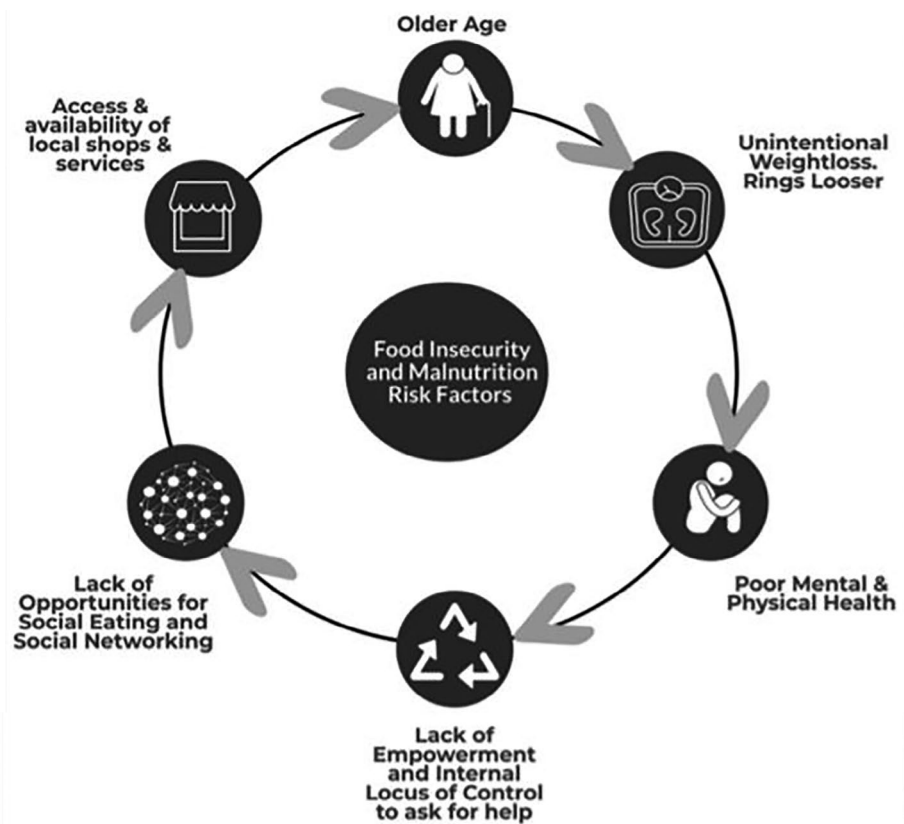 Older Age
Unintentional
Weightloss.
Rings Looser
Poor Mental &
Physical Health
Lack of
Empowerment
and Internal
Locus of Control
to ask for help
Lack of
Opportunities for
Social Eating and
Social Networking
Access &
availability of
local shops &
services
Food Insecurity
and Malnutrition
Risk Factors